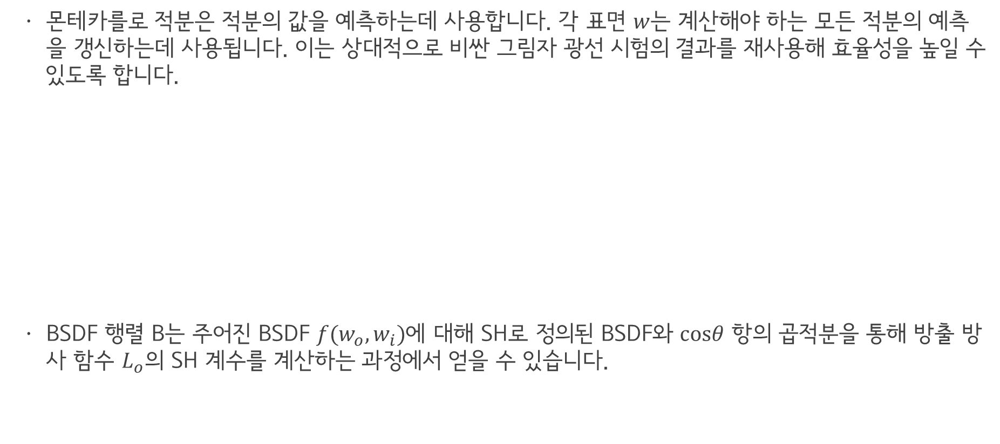 · 몬테카를로 적분은 적분의 값을 예측하는데 사용합니다. 각 표면 w는 계산해야 하는 모든 적분의 예측
을 갱신하는데 사용됩니다. 이는 상대적으로 비싼 그림자 광선 시험의 결과를 재사용해 효율성을 높일 수
있도록 합니다.
· BSDF 행렬 B는 주어진 BSDF f(wₒ, wᵢ)에 대해 SH로 정의된 BSDF와 cosθ 항의 곱적분을 통해 방출 방
사 함수 Lₒ의 SH 계수를 계산하는 과정에서 얻을 수 있습니다.